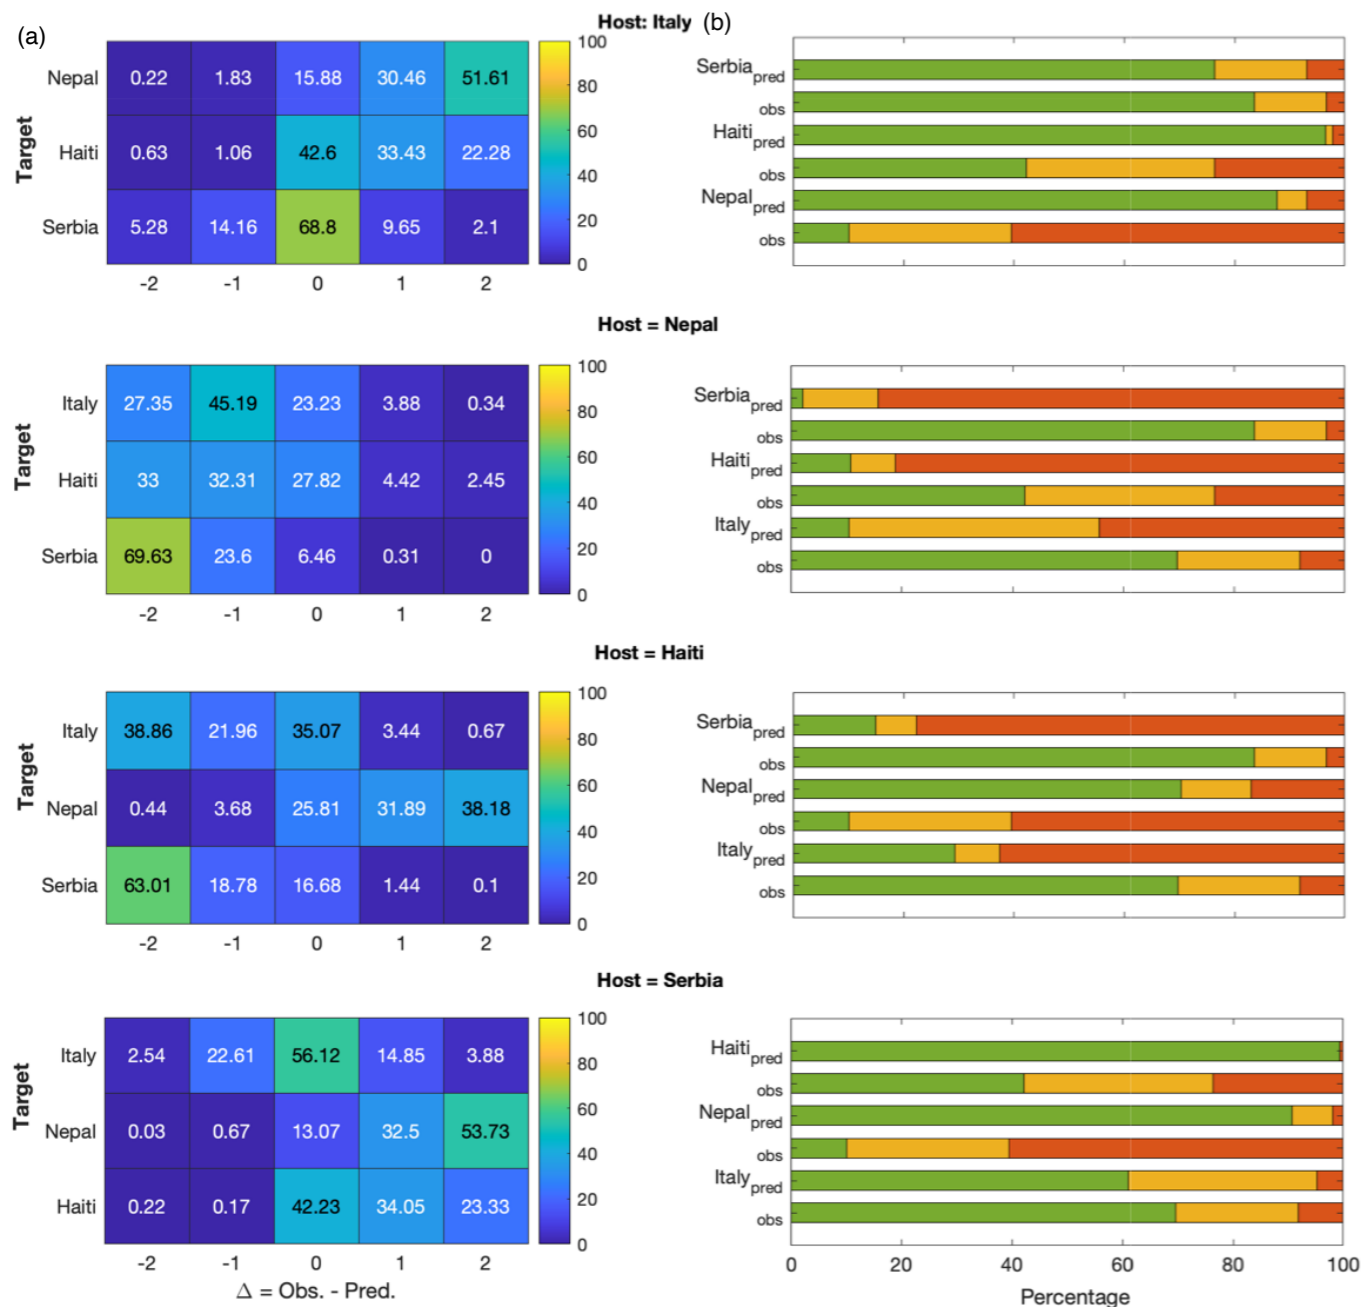 (a)
Host: Italy
(b)
Target
Nepal 0.22 1.83 15.88 30.46 51.61
Haiti 0.63 1.06 42.6 33.43 22.28
Serbia 5.28 14.16 68.8 9.65 2.1
-2 -1 0 1 2
100
80
60
40
20
0
Serbia pred
obs
Haiti pred
obs
Nepal pred
obs
Host = Nepal
Target
Italy 27.35 45.19 23.23 3.88 0.34
Haiti 33 32.31 27.82 4.42 2.45
Serbia 69.63 23.6 6.46 0.31 0
-2 -1 0 1 2
100
80
60
40
20
0
Serbia pred
obs
Haiti pred
obs
Italy pred
obs
Host = Haiti
Target
Italy 38.86 21.96 35.07 3.44 0.67
Nepal 0.44 3.68 25.81 31.89 38.18
Serbia 63.01 18.78 16.68 1.44 0.1
-2 -1 0 1 2
100
80
60
40
20
0
Serbia pred
obs
Nepal pred
obs
Italy pred
obs
Host = Serbia
Target
Italy 2.54 22.61 56.12 14.85 3.88
Nepal 0.03 0.67 13.07 32.5 53.73
Haiti 0.22 0.17 42.23 34.05 23.33
-2 -1 0 1 2
Δ = Obs. - Pred.
100
80
60
40
20
0
Haiti pred
obs
Nepal pred
obs
Italy pred
obs
0 20 40 60 80 100
Percentage